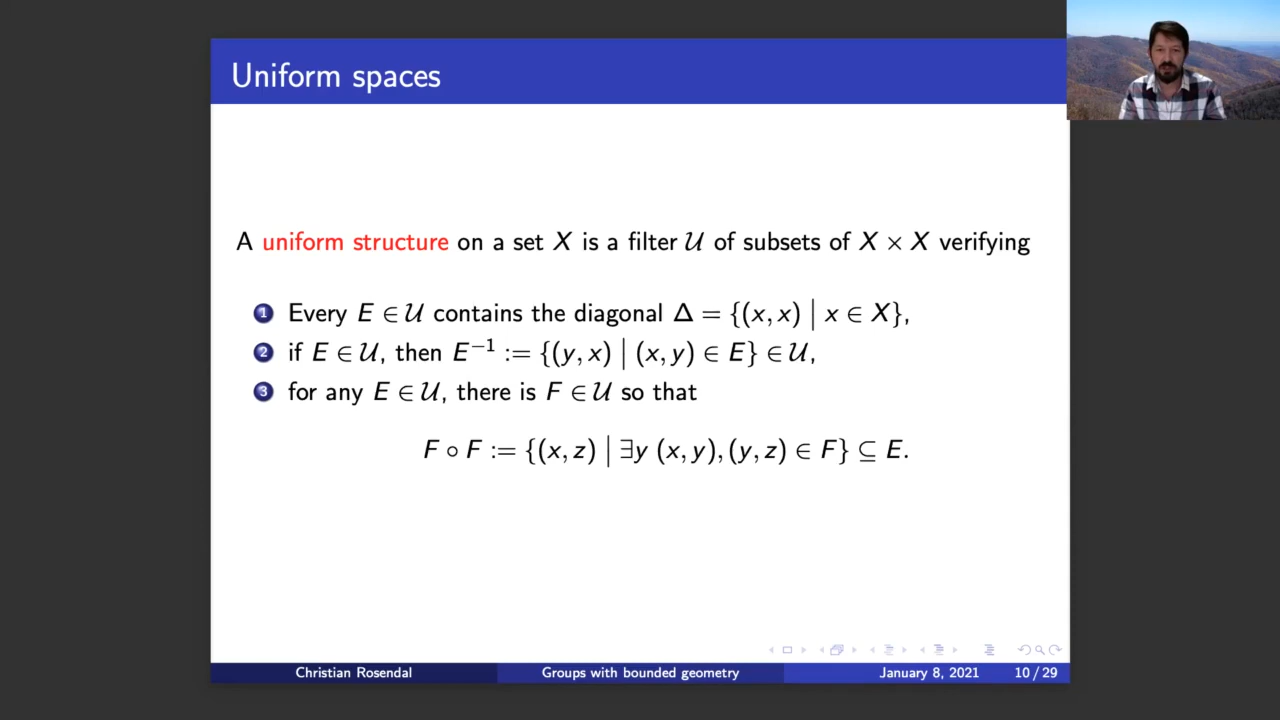 Uniform spaces
A uniform structure on a set X is a filter 𝒰 of subsets of X × X verifying
1 Every E ∈ 𝒰 contains the diagonal Δ = {(x, x) | x ∈ X},
2 if E ∈ 𝒰, then E⁻¹ := {(y, x) | (x, y) ∈ E} ∈ 𝒰,
3 for any E ∈ 𝒰, there is F ∈ 𝒰 so that
F ∘ F := {(x, z) | ∃y (x, y), (y, z) ∈ F} ⊆ E.
Christian Rosendal Groups with bounded geometry January 8, 2021 10 / 29